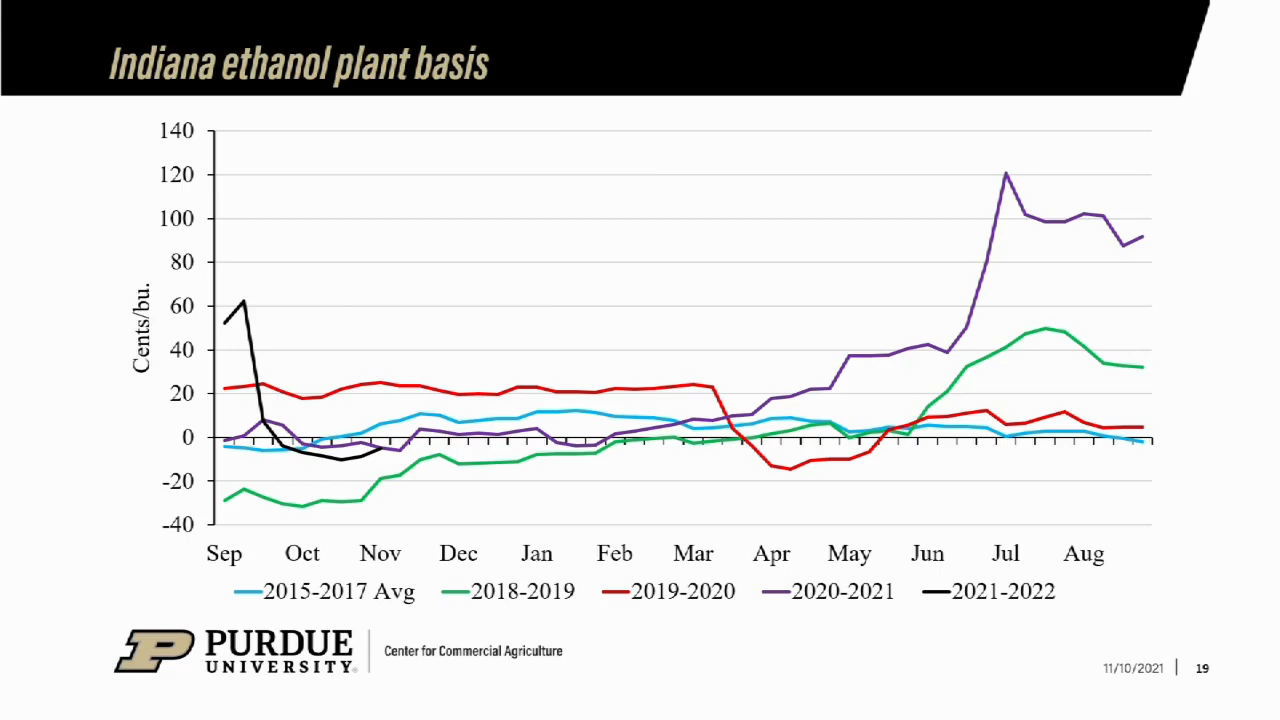 Indiana ethanol plant basis
140
120
100
80
60
40
20
0
-20
-40
Cents/bu.
Sep Oct Nov Dec Jan Feb Mar Apr May Jun Jul Aug
2015-2017 Avg 2018-2019 2019-2020 2020-2021 2021-2022
PURDUE
UNIVERSITY®
Center for Commercial Agriculture
11/10/2021 | 19